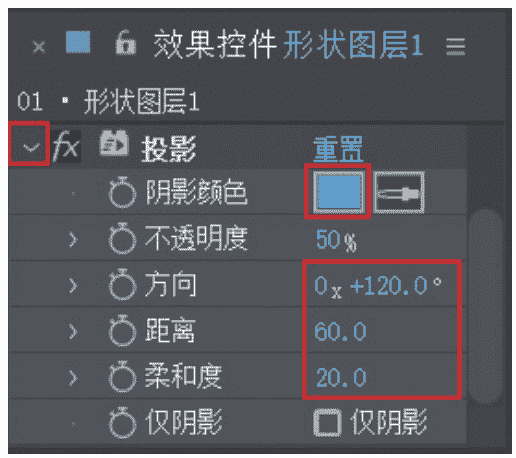 × 效果控件 形状图层1 ≡
01 · 形状图层1
fx 投影 重置
阴影颜色
不透明度 50%
方向 0x +120.0°
距离 60.0
柔和度 20.0
仅阴影 仅阴影